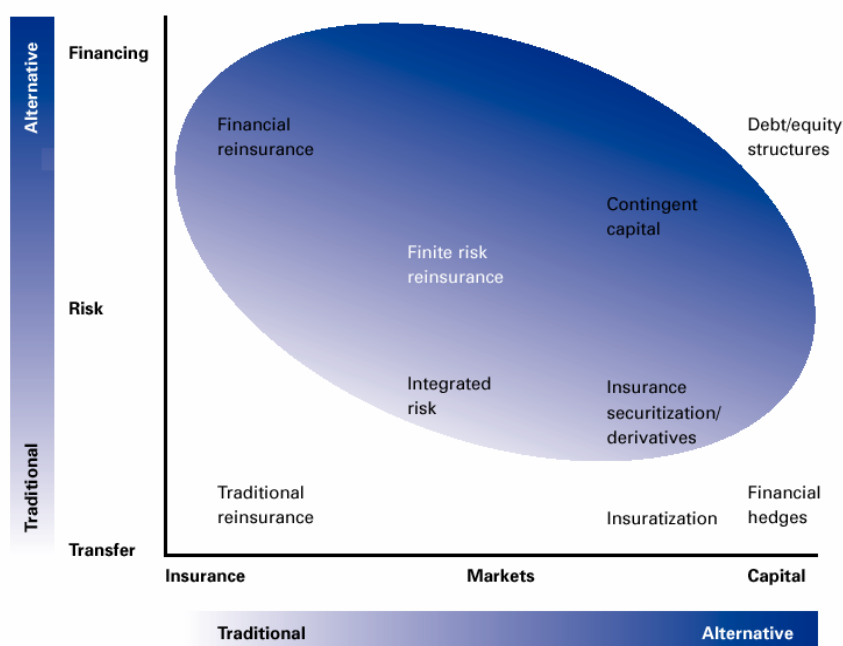 Alternative
Financing
Financial
reinsurance
Debt/equity
structures
Contingent
capital
Finite risk
reinsurance
Risk
Integrated
risk
Insurance
securitization/
derivatives
Traditional
Traditional
reinsurance
Insuratization
Financial
hedges
Transfer
Insurance
Markets
Capital
Traditional
Alternative